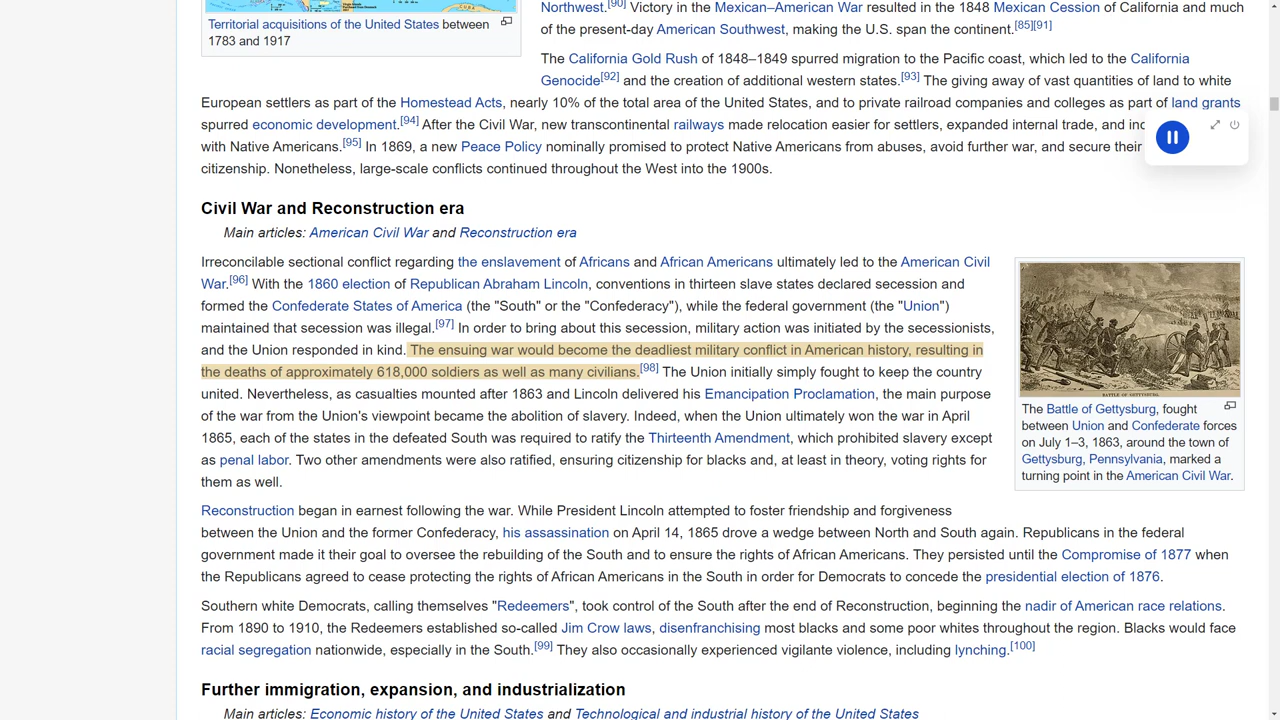 Northwest.[90] Victory in the Mexican–American War resulted in the 1848 Mexican Cession of California and much
Territorial acquisitions of the United States between
1783 and 1917
of the present-day American Southwest, making the U.S. span the continent.[85][91]
The California Gold Rush of 1848–1849 spurred migration to the Pacific coast, which led to the California
Genocide[92] and the creation of additional western states.[93] The giving away of vast quantities of land to white
European settlers as part of the Homestead Acts, nearly 10% of the total area of the United States, and to private railroad companies and colleges as part of land grants
spurred economic development.[94] After the Civil War, new transcontinental railways made relocation easier for settlers, expanded internal trade, and
with Native Americans.[95] In 1869, a new Peace Policy nominally promised to protect Native Americans from abuses, avoid further war, and secure their
citizenship. Nonetheless, large-scale conflicts continued throughout the West into the 1900s.
Civil War and Reconstruction era
Main articles: American Civil War and Reconstruction era
Irreconcilable sectional conflict regarding the enslavement of Africans and African Americans ultimately led to the American Civil
War.[96] With the 1860 election of Republican Abraham Lincoln, conventions in thirteen slave states declared secession and
formed the Confederate States of America (the "South" or the "Confederacy"), while the federal government (the "Union")
maintained that secession was illegal.[97] In order to bring about this secession, military action was initiated by the secessionists,
and the Union responded in kind. The ensuing war would become the deadliest military conflict in American history, resulting in
the deaths of approximately 618,000 soldiers as well as many civilians.[98] The Union initially simply fought to keep the country
united. Nevertheless, as casualties mounted after 1863 and Lincoln delivered his Emancipation Proclamation, the main purpose
of the war from the Union's viewpoint became the abolition of slavery. Indeed, when the Union ultimately won the war in April
1865, each of the states in the defeated South was required to ratify the Thirteenth Amendment, which prohibited slavery except
as penal labor. Two other amendments were also ratified, ensuring citizenship for blacks and, at least in theory, voting rights for
them as well.
BATTLE OF GETTYSBURG.
The Battle of Gettysburg, fought
between Union and Confederate forces
on July 1–3, 1863, around the town of
Gettysburg, Pennsylvania, marked a
turning point in the American Civil War.
Reconstruction began in earnest following the war. While President Lincoln attempted to foster friendship and forgiveness
between the Union and the former Confederacy, his assassination on April 14, 1865 drove a wedge between North and South again. Republicans in the federal
government made it their goal to oversee the rebuilding of the South and to ensure the rights of African Americans. They persisted until the Compromise of 1877 when
the Republicans agreed to cease protecting the rights of African Americans in the South in order for Democrats to concede the presidential election of 1876.
Southern white Democrats, calling themselves "Redeemers", took control of the South after the end of Reconstruction, beginning the nadir of American race relations.
From 1890 to 1910, the Redeemers established so-called Jim Crow laws, disenfranchising most blacks and some poor whites throughout the region. Blacks would face
racial segregation nationwide, especially in the South.[99] They also occasionally experienced vigilante violence, including lynching.[100]
Further immigration, expansion, and industrialization
Main articles: Economic history of the United States and Technological and industrial history of the United States